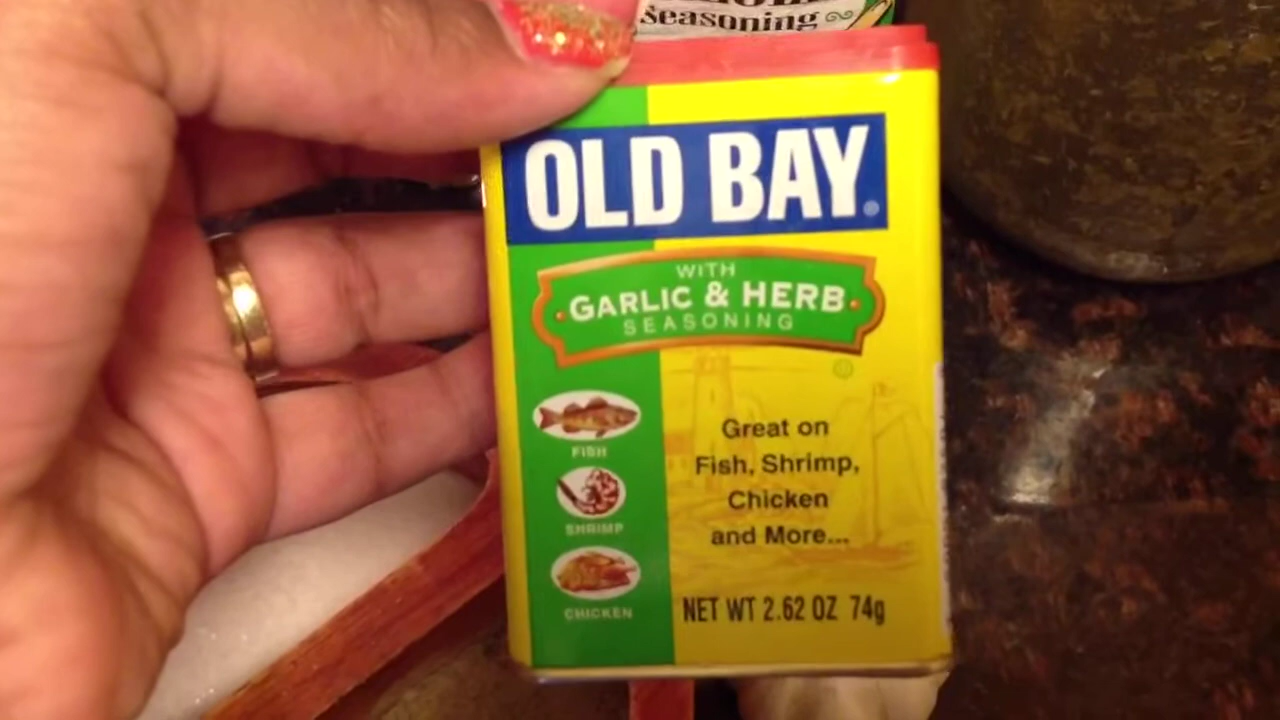 Seasoning
OLD BAY®
WITH
GARLIC & HERB
SEASONING
FISH
SHRIMP
CHICKEN
Great on
Fish, Shrimp,
Chicken
and More...
NET WT 2.62 OZ 74g